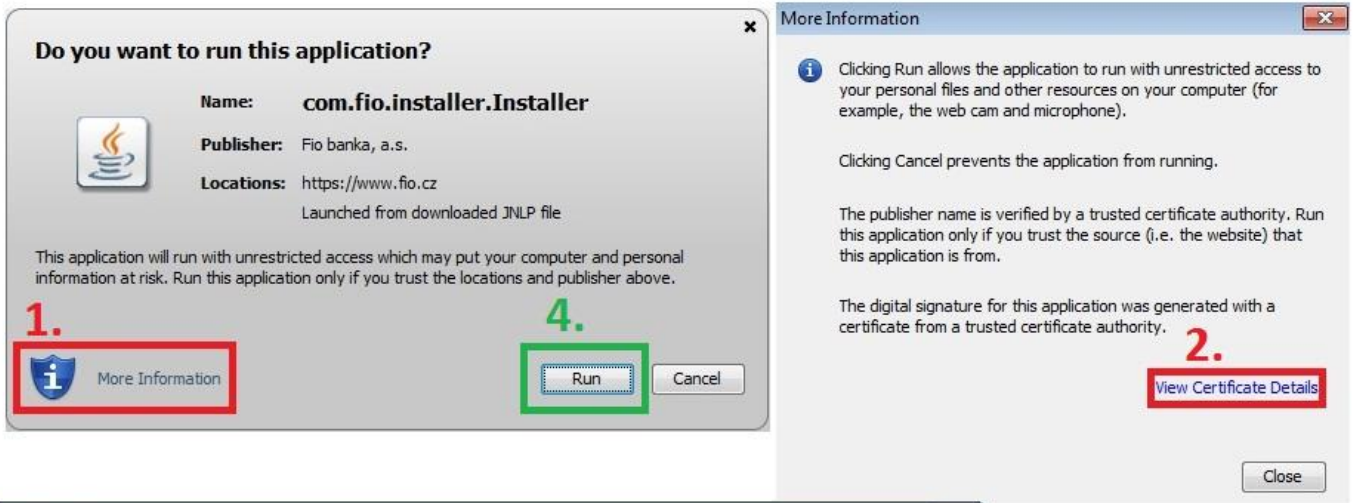 Do you want to run this application?
Name: com.fio.installer.Installer
Publisher: Fio banka, a.s.
Locations: https://www.fio.cz
Launched from downloaded JNLP file
This application will run with unrestricted access which may put your computer and personal
information at risk. Run this application only if you trust the locations and publisher above.
1.
4.
More Information
Run
Cancel
More Information
Clicking Run allows the application to run with unrestricted access to
your personal files and other resources on your computer (for
example, the web cam and microphone).
Clicking Cancel prevents the application from running.
The publisher name is verified by a trusted certificate authority. Run
this application only if you trust the source (i.e. the website) that
this application is from.
The digital signature for this application was generated with a
certificate from a trusted certificate authority.
2.
View Certificate Details
Close